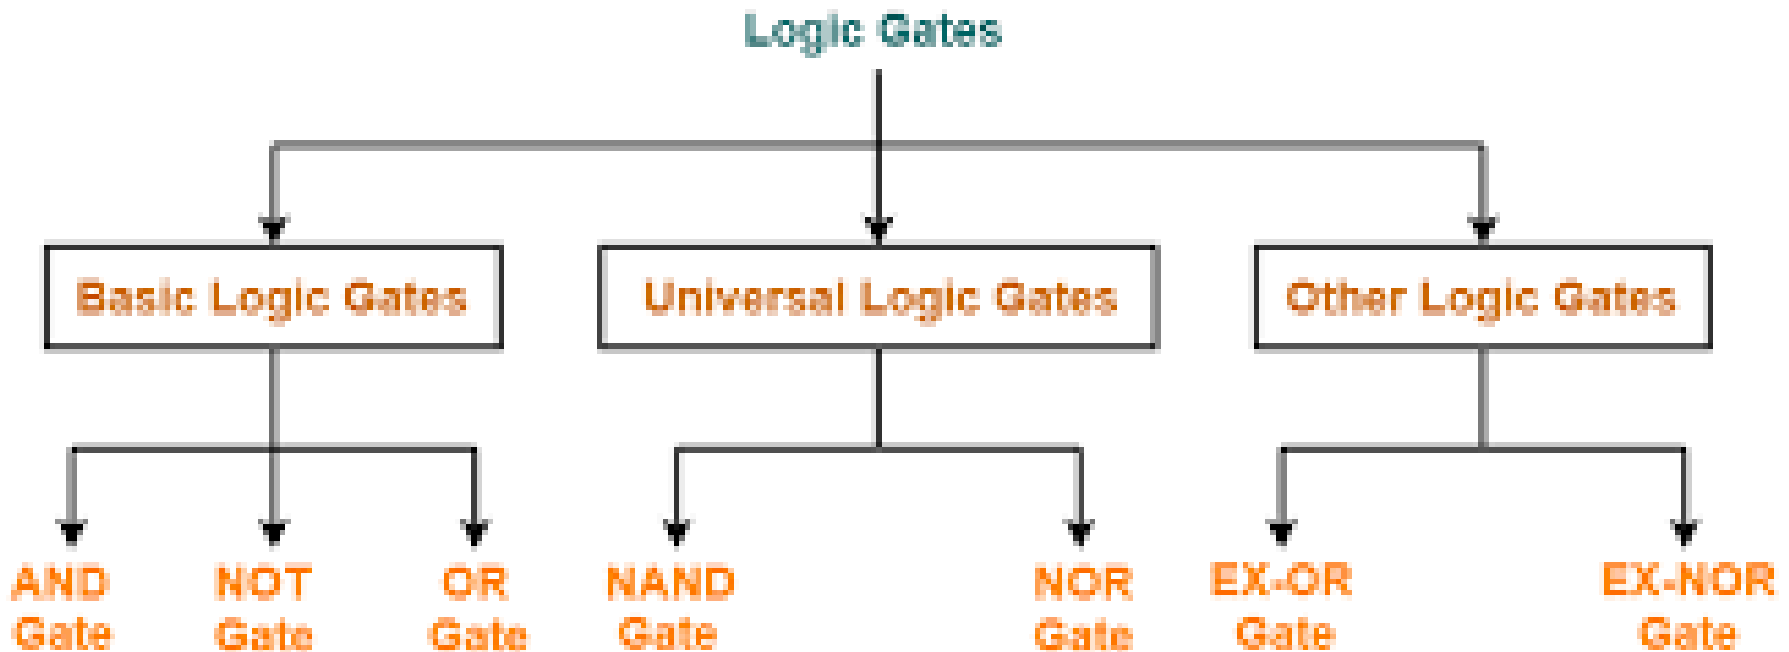 Logic Gates
Basic Logic Gates
Universal Logic Gates
Other Logic Gates
AND
Gate
NOT
Gate
OR
Gate
NAND
Gate
NOR
Gate
EX-OR
Gate
EX-NOR
Gate